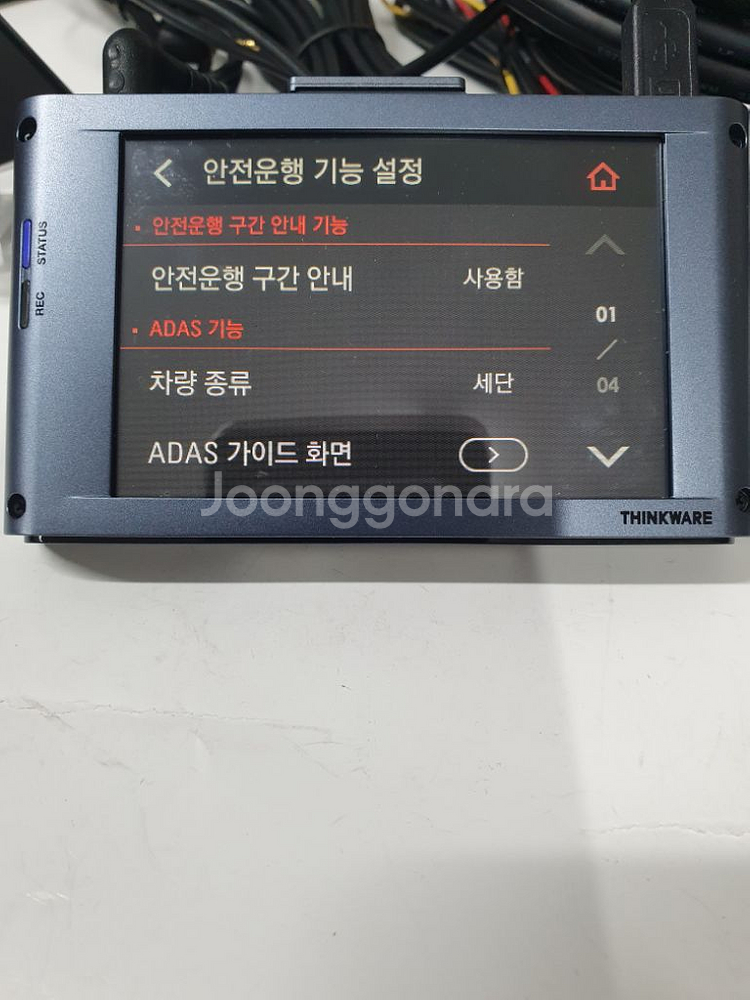 안전운행 기능 설정
안전운행 구간 안내 기능
안전운행 구간 안내 사용함
ADAS 기능
01
/
04
차량 종류 세단
ADAS 가이드 화면 >
STATUS
REC
Joonggonara
THINKWARE